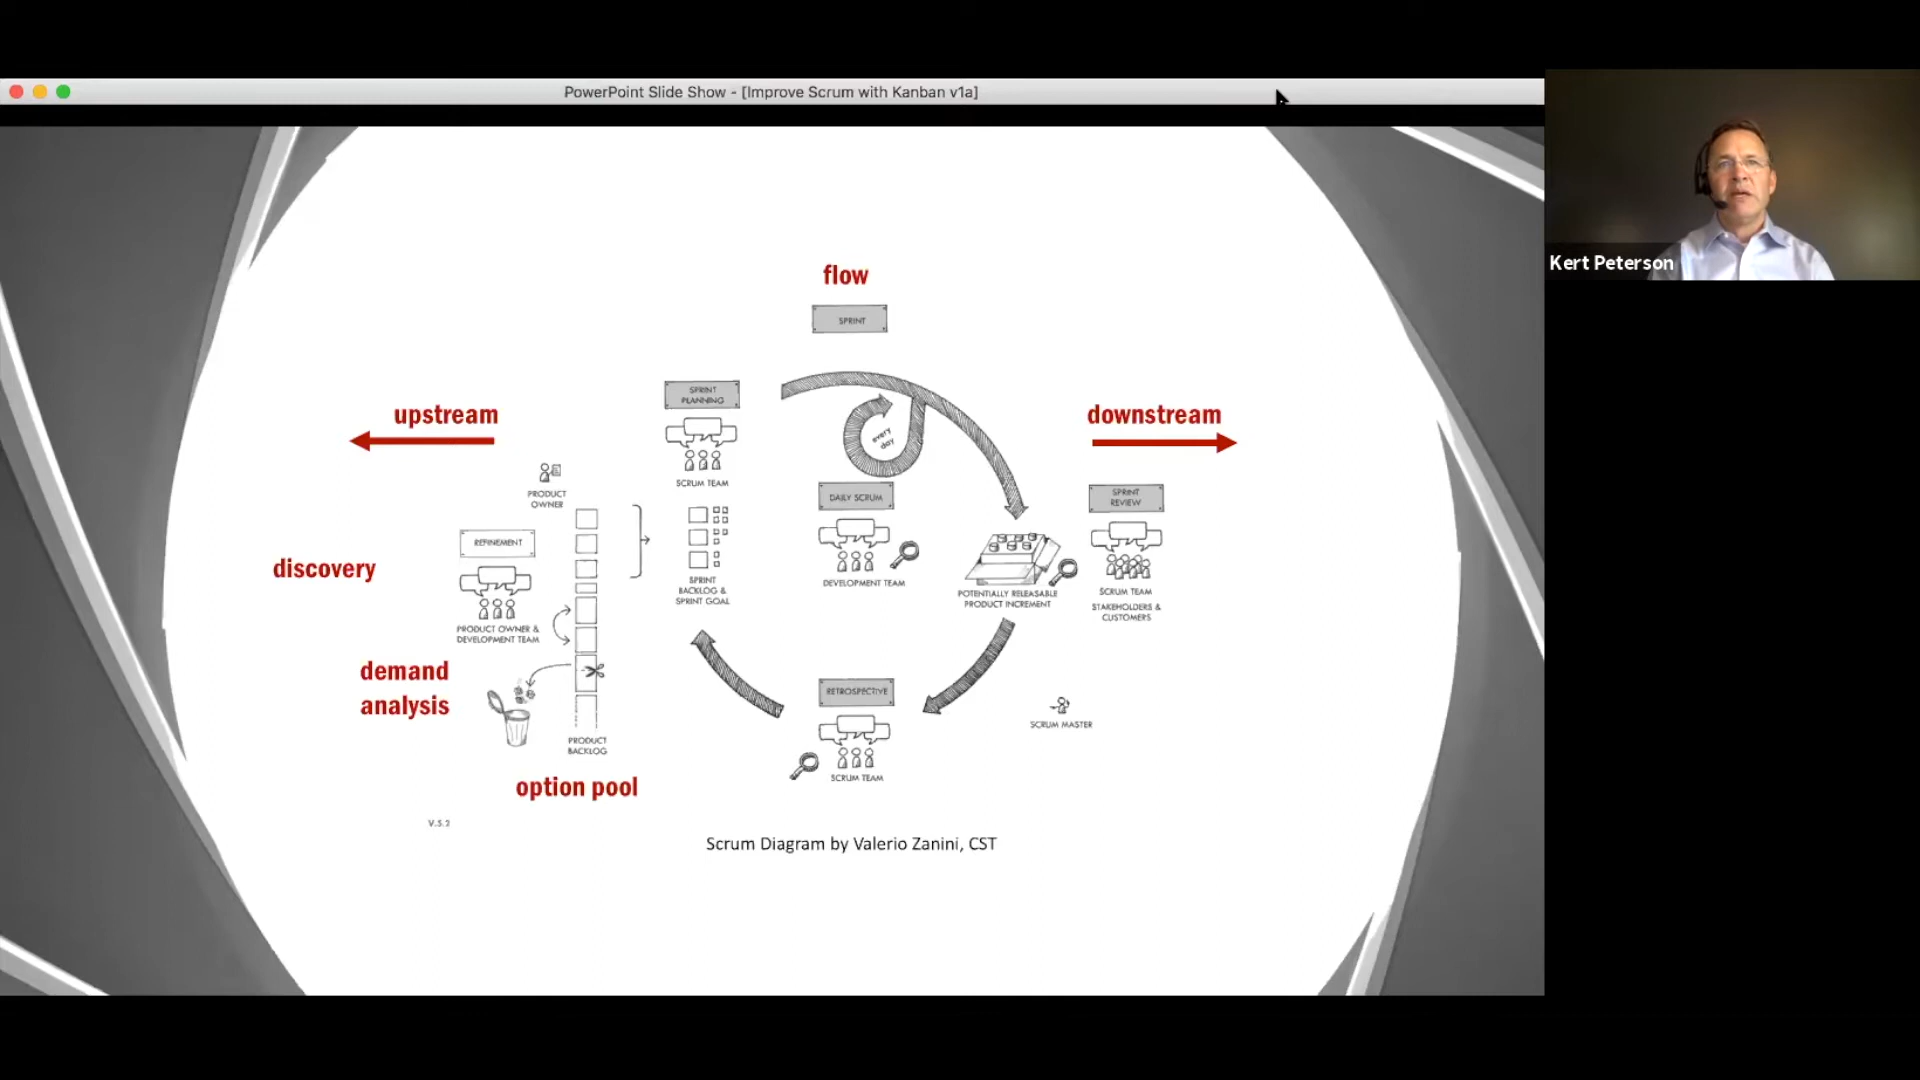 PowerPoint Slide Show - [Improve Scrum with Kanban v1a]
Kert Peterson
flow
SPRINT
upstream
downstream
SPRINT
PLANNING
SCRUM TEAM
every
day
PRODUCT
OWNER
REFINEMENT
PRODUCT OWNER &
DEVELOPMENT TEAM
discovery
demand
analysis
PRODUCT
BACKLOG
option pool
SPRINT
BACKLOG &
SPRINT GOAL
DAILY SCRUM
DEVELOPMENT TEAM
POTENTIALLY RELEASABLE
PRODUCT INCREMENT
SPRINT
REVIEW
SCRUM TEAM
STAKEHOLDERS &
CUSTOMERS
RETROSPECTIVE
SCRUM TEAM
SCRUM MASTER
V.5.2
Scrum Diagram by Valerio Zanini, CST